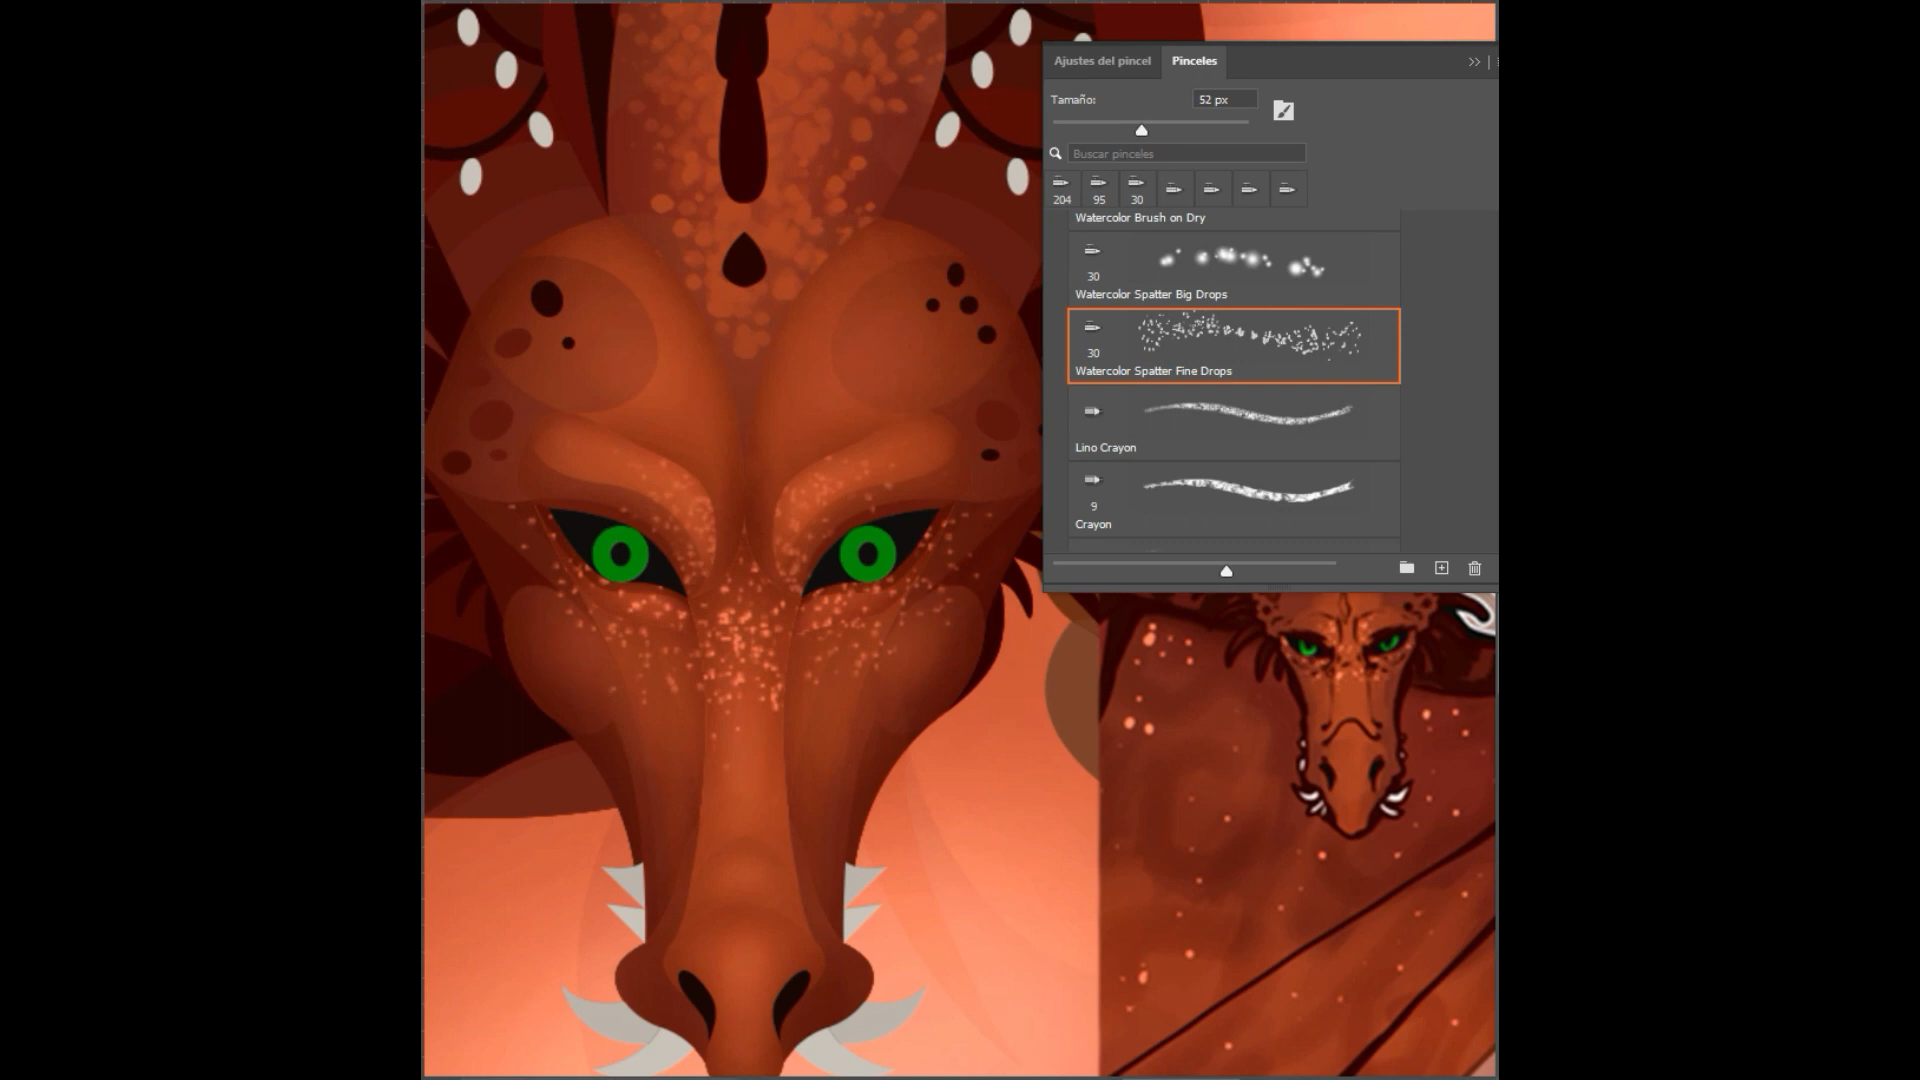 Ajustes del pincel Pinceles
Tamaño: 52 px
Buscar pinceles
204 95 30
Watercolor Brush on Dry
30
Watercolor Spatter Big Drops
30
Watercolor Spatter Fine Drops
Lino Crayon
9
Crayon